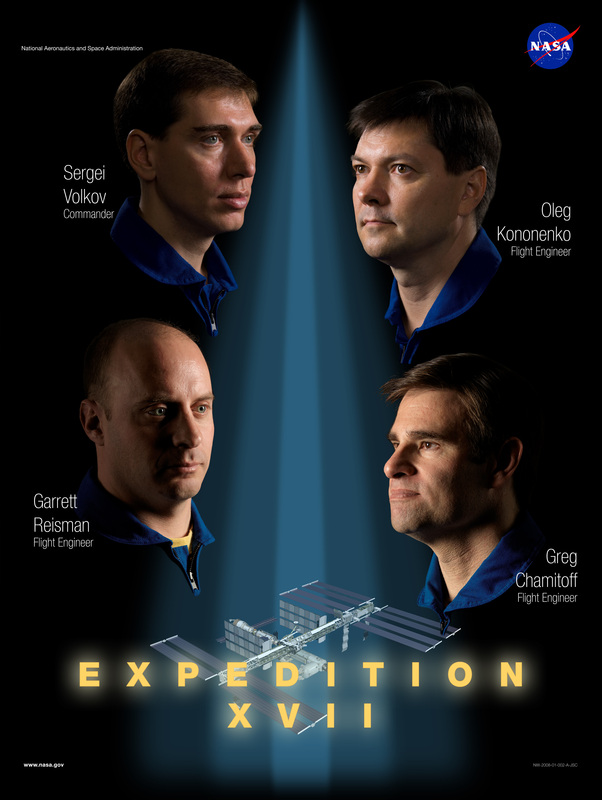 National Aeronautics and Space Administration
NASA
Sergei
Volkov
Commander
Oleg
Kononenko
Flight Engineer
Garrett
Reisman
Flight Engineer
Greg
Chamitoff
Flight Engineer
EXPEDITION
XVII
www.nasa.gov